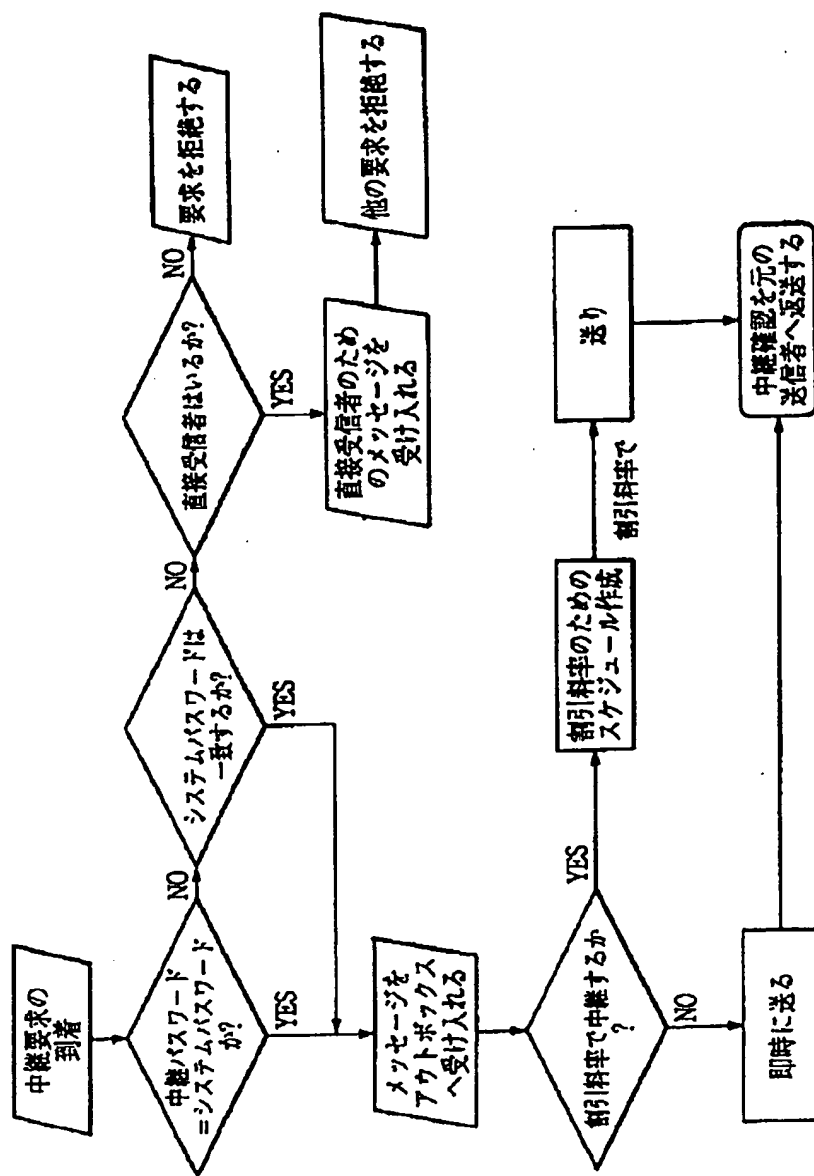 中継要求の
到着
中継パスワード
=システムパスワード
か?
NO
YES
システムパスワードは
一致するか?
NO
YES
直接受信者はいるか?
NO
YES
要求を拒絶する
直接受信者のため
のメッセージを
受け入れる
他の要求を拒絶する
メッセージを
アウトボックス
へ受け入れる
割引料率で中継するか
?
YES
NO
割引料率のための
スケジュール作成
割引料率で
送り
即時に送る
中継確認を元の
送信者へ返送する